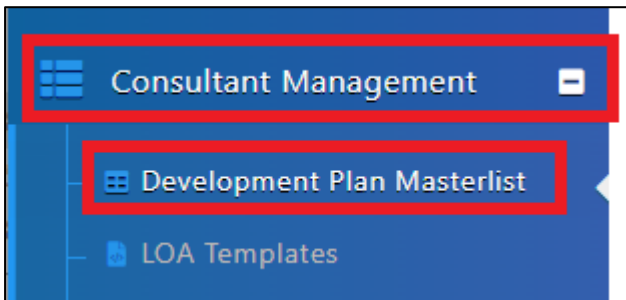 Consultant Management
Development Plan Masterlist
LOA Templates